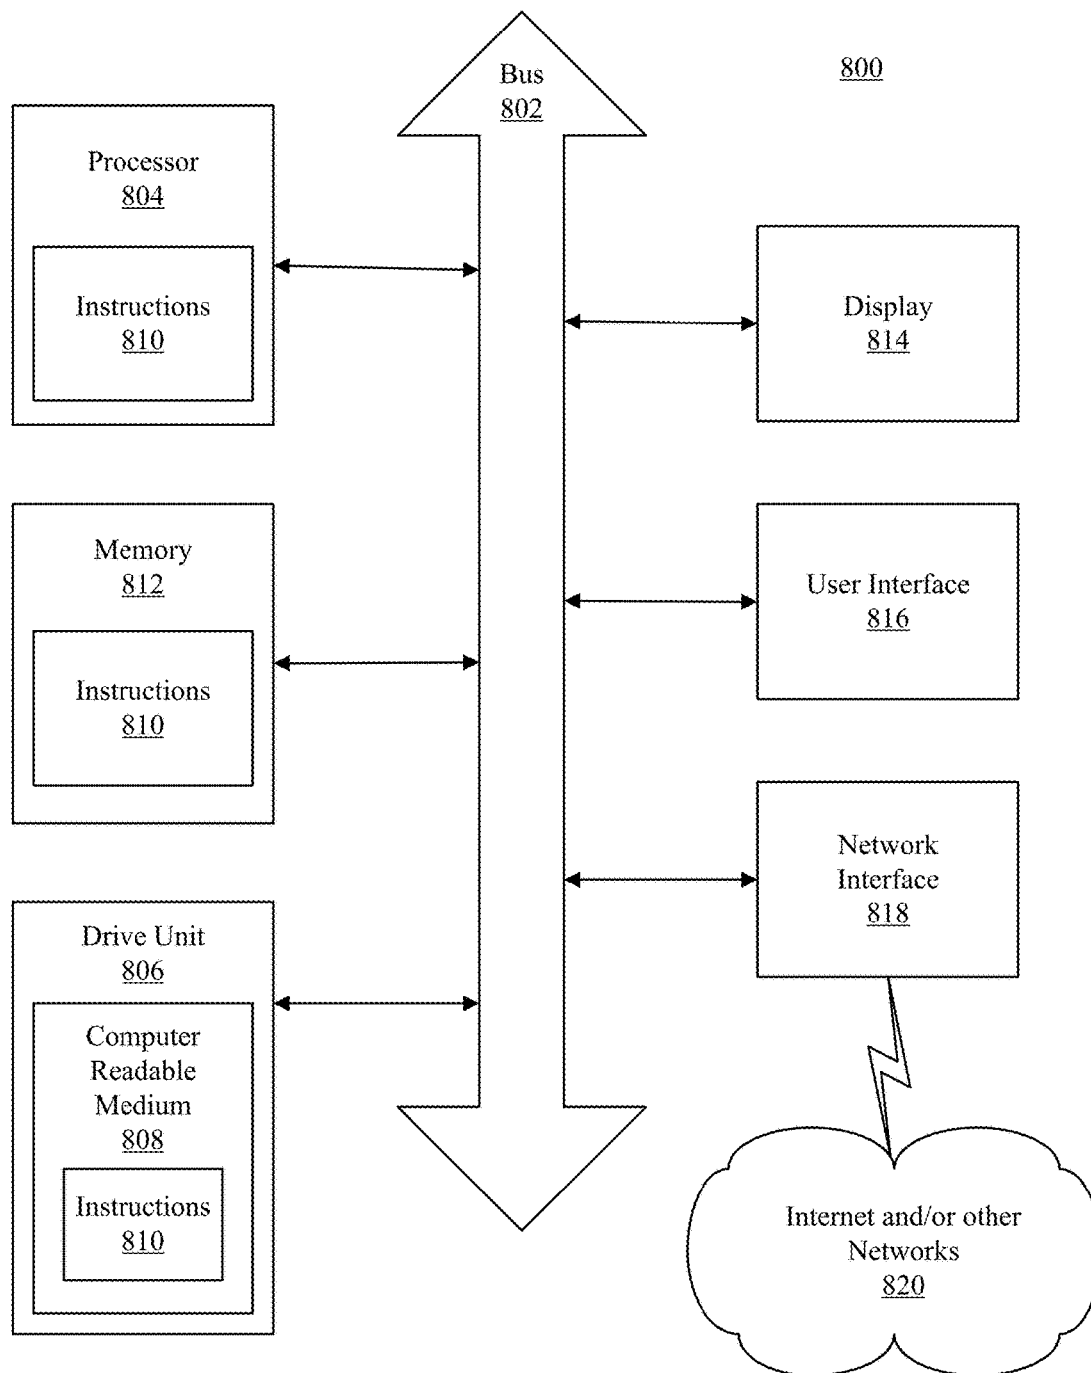 Bus
802
800
Processor
804
Instructions
810
Display
814
Memory
812
Instructions
810
User Interface
816
Network
Interface
818
Drive Unit
806
Computer
Readable
Medium
808
Instructions
810
Internet and/or other
Networks
820